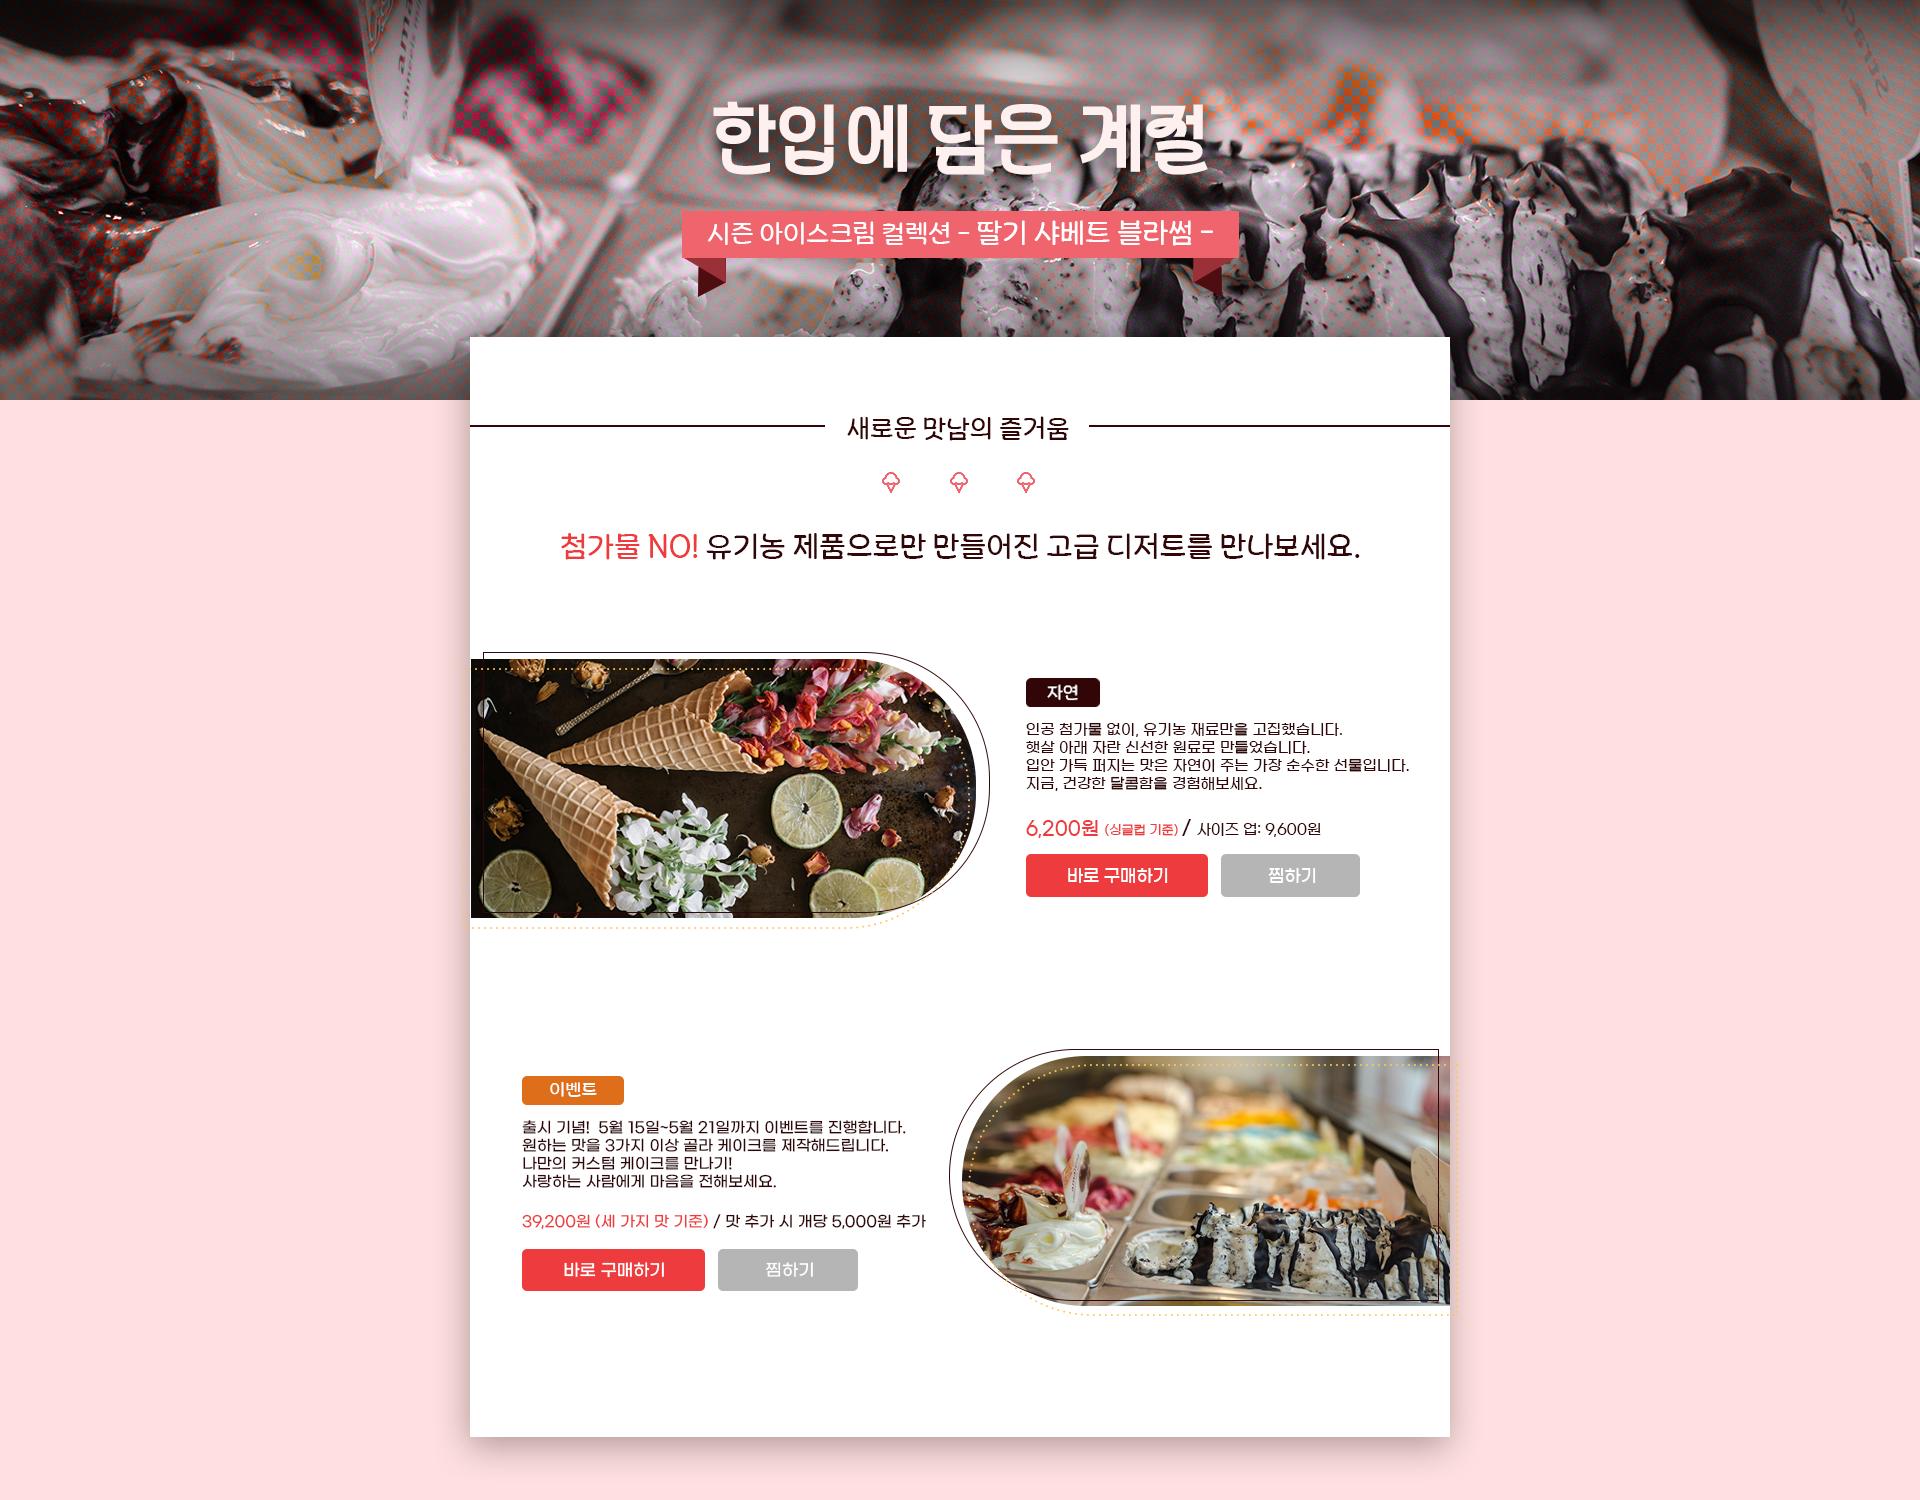 한입에 담은 계절
시즌 아이스크림 컬렉션 - 딸기 샤베트 블라썸 -
새로운 맛남의 즐거움
첨가물 NO! 유기농 제품으로만 만들어진 고급 디저트를 만나보세요.
자연
인공 첨가물 없이, 유기농 재료만을 고집했습니다.
햇살 아래 자란 신선한 원료로 만들었습니다.
입안 가득 퍼지는 맛은 자연이 주는 가장 순수한 선물입니다.
지금, 건강한 달콤함을 경험해보세요.
6,200원 (싱글컵 기준) / 사이즈 업: 9,600원
바로 구매하기 찜하기
이벤트
출시 기념! 5월 15일~5월 21일까지 이벤트를 진행합니다.
원하는 맛을 3가지 이상 골라 케이크를 제작해드립니다.
나만의 커스텀 케이크를 만나기!
사랑하는 사람에게 마음을 전해보세요.
39,200원 (세 가지 맛 기준) / 맛 추가 시 개당 5,000원 추가
바로 구매하기 찜하기